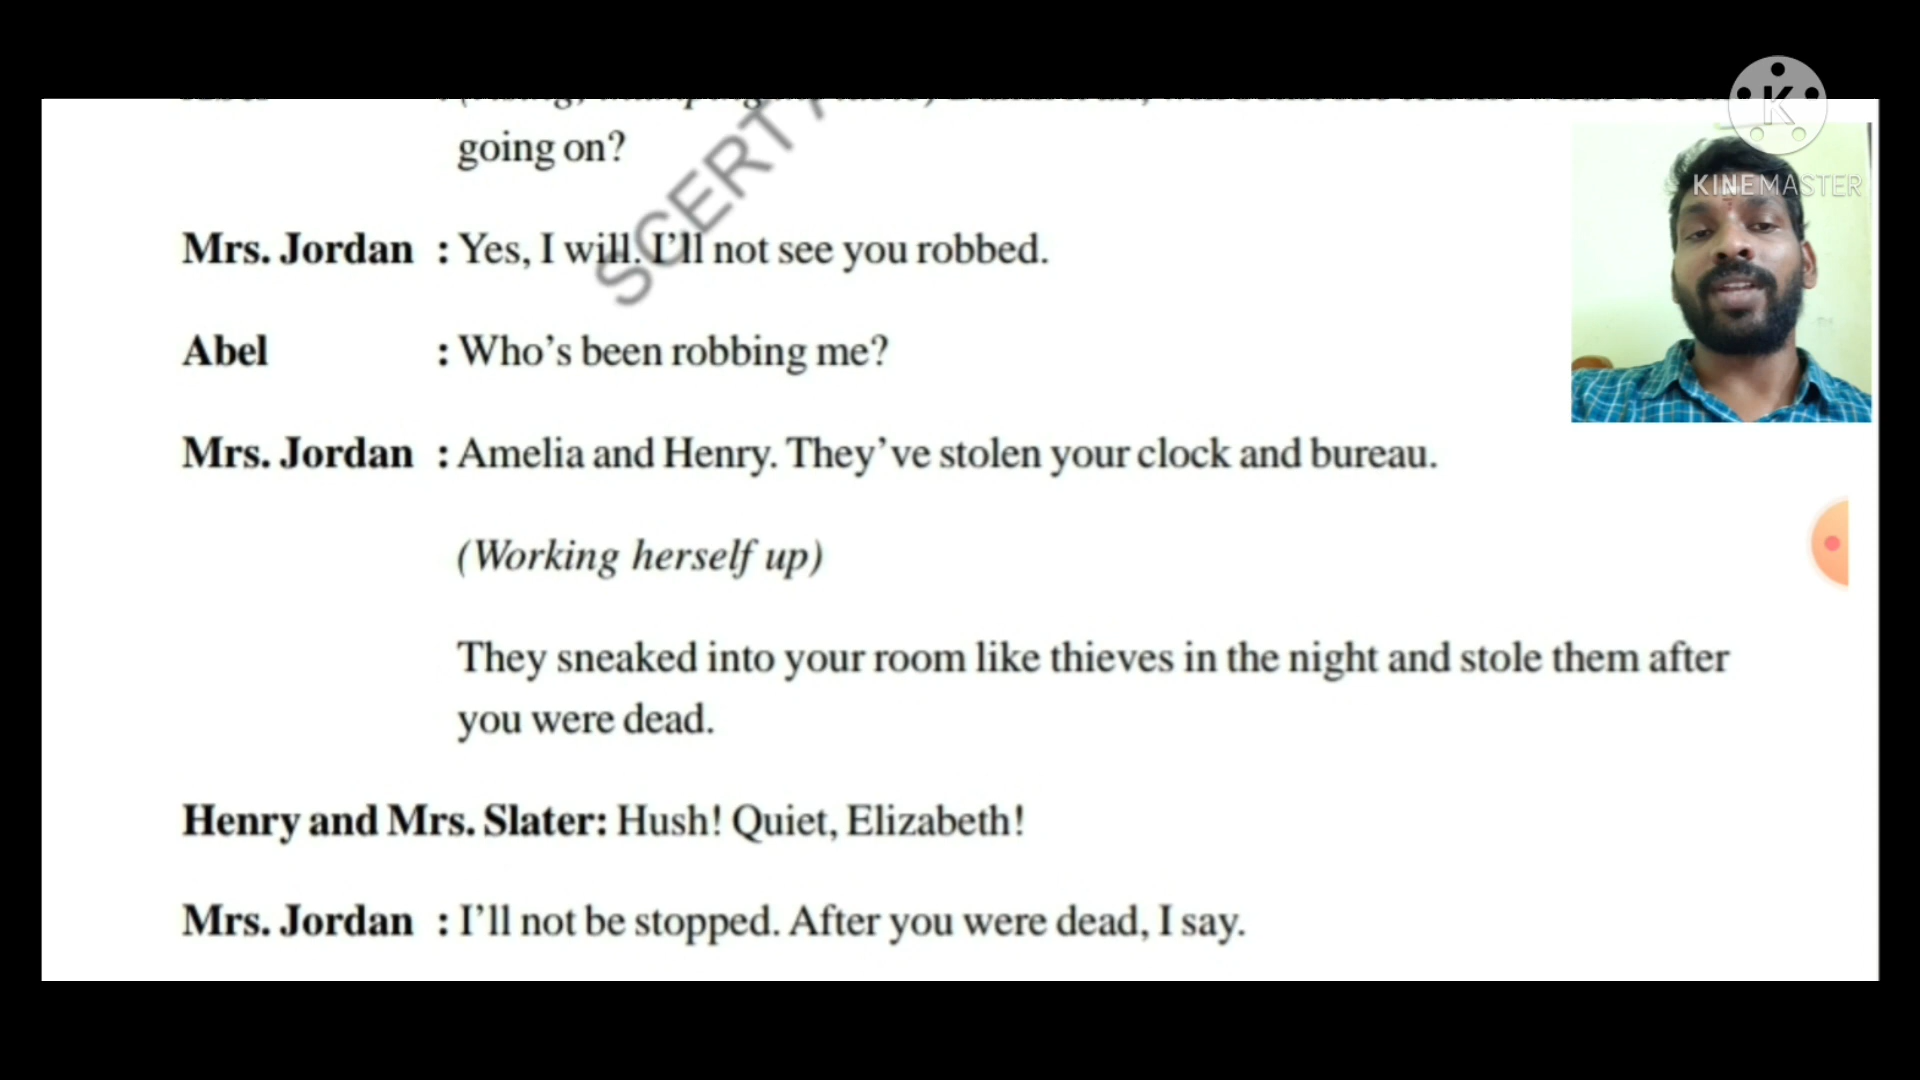 going on?
Mrs. Jordan : Yes, I will. I'll not see you robbed.
Abel : Who's been robbing me?
Mrs. Jordan : Amelia and Henry. They've stolen your clock and bureau.
(Working herself up)
They sneaked into your room like thieves in the night and stole them after
you were dead.
Henry and Mrs. Slater: Hush! Quiet, Elizabeth!
Mrs. Jordan : I'll not be stopped. After you were dead, I say.
SCERT
K
KINEMASTER